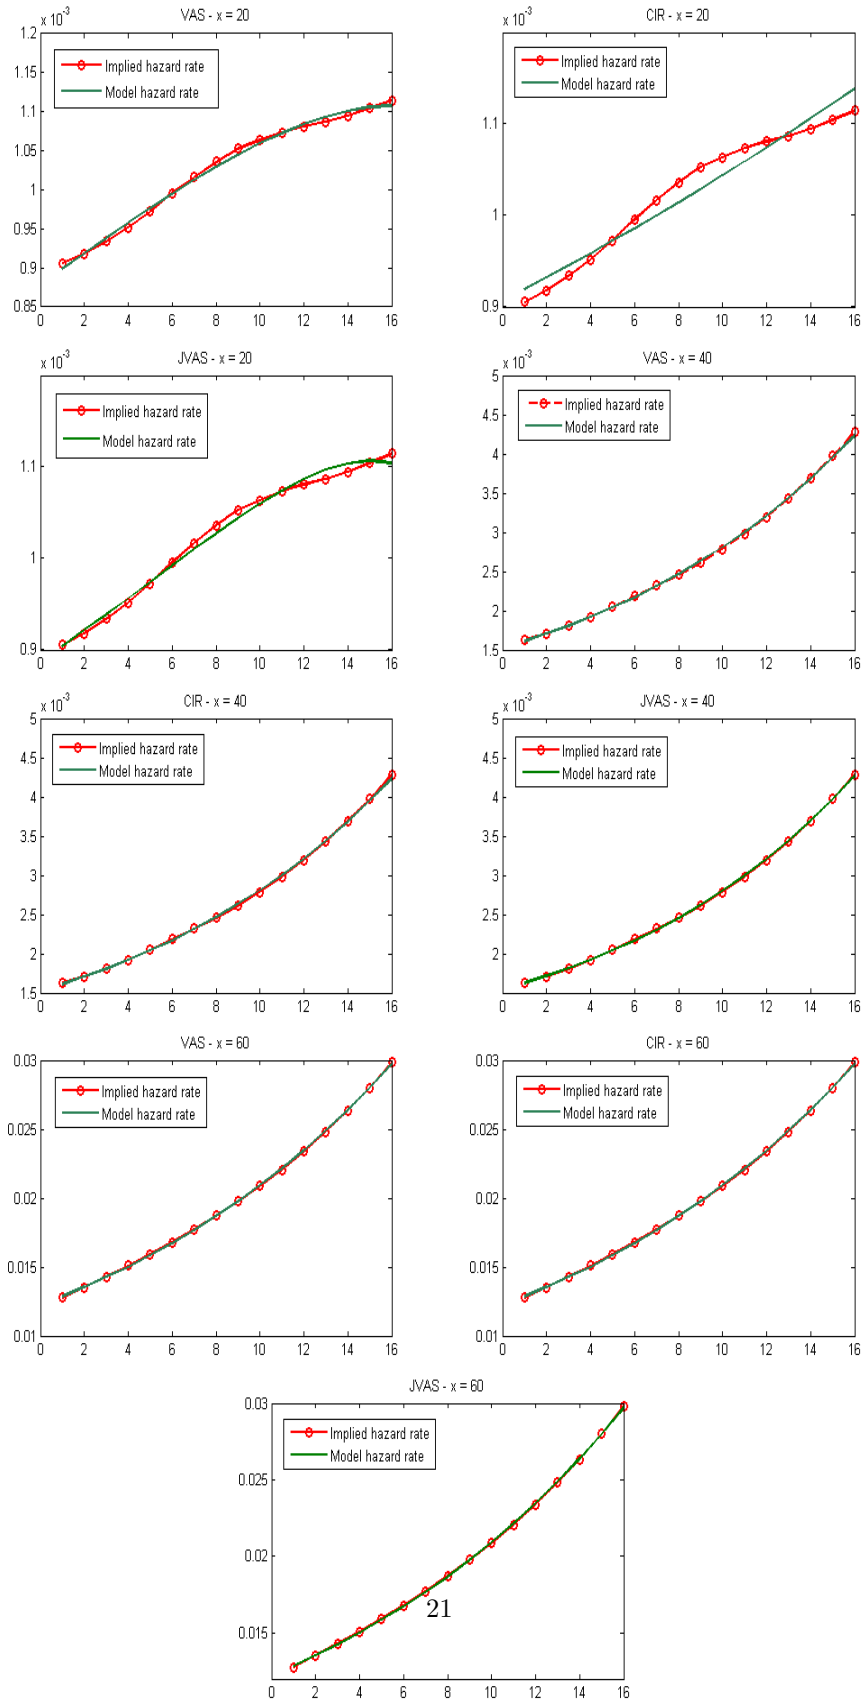 VAS - x = 20
x 10^-3
1.2
1.15
1.1
1.05
1
0.95
0.9
0.85
0 2 4 6 8 10 12 14 16
Implied hazard rate
Model hazard rate
CIR - x = 20
x 10^-3
1.1
1
0.9
0 2 4 6 8 10 12 14 16
Implied hazard rate
Model hazard rate
JVAS - x = 20
x 10^-3
1.1
1
0.9
0 2 4 6 8 10 12 14 16
Implied hazard rate
Model hazard rate
VAS - x = 40
x 10^-3
5
4.5
4
3.5
3
2.5
2
1.5
0 2 4 6 8 10 12 14 16
Implied hazard rate
Model hazard rate
CIR - x = 40
x 10^-3
5
4.5
4
3.5
3
2.5
2
1.5
0 2 4 6 8 10 12 14 16
Implied hazard rate
Model hazard rate
JVAS - x = 40
x 10^-3
5
4.5
4
3.5
3
2.5
2
0 2 4 6 8 10 12 14 16
Implied hazard rate
Model hazard rate
VAS - x = 60
0.03
0.025
0.02
0.015
0.01
0 2 4 6 8 10 12 14 16
Implied hazard rate
Model hazard rate
CIR - x = 60
0.03
0.025
0.02
0.015
0.01
0 2 4 6 8 10 12 14 16
Implied hazard rate
Model hazard rate
JVAS - x = 60
0.03
0.025
0.02
0.015
0 2 4 6 8 10 12 14 16
Implied hazard rate
Model hazard rate
21